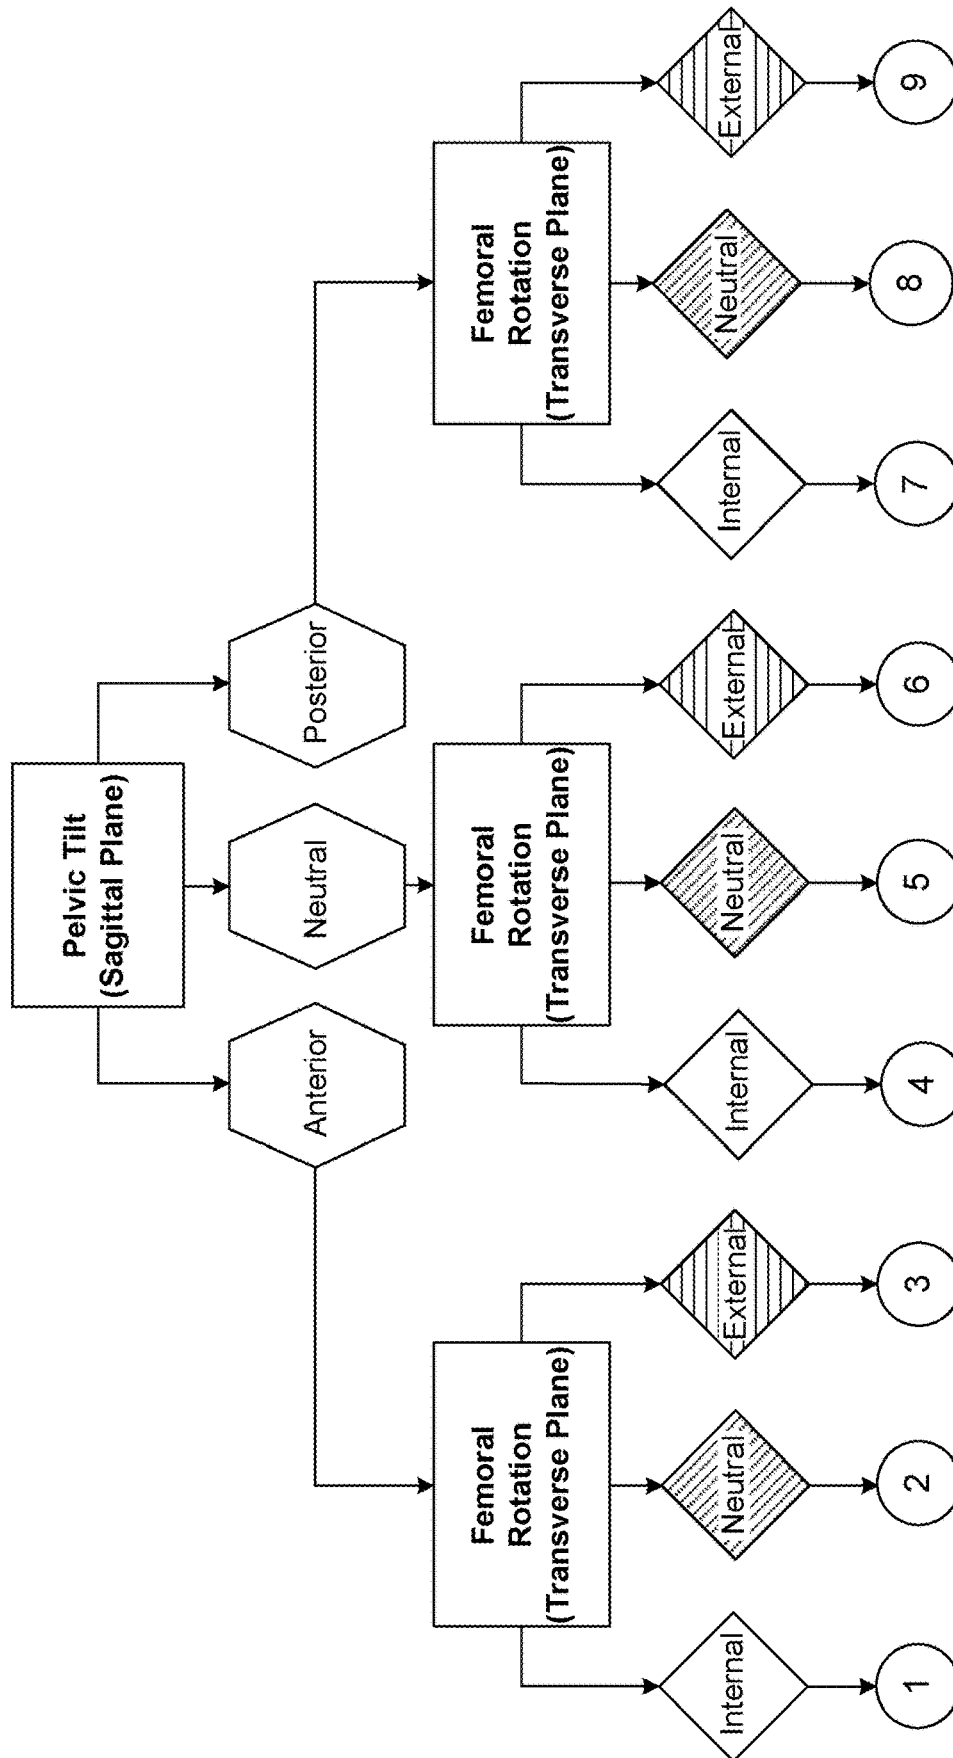 Pelvic Tilt
(Sagittal Plane)
Anterior
Neutral
Posterior
Femoral
Rotation
(Transverse Plane)
Femoral
Rotation
(Transverse Plane)
Femoral
Rotation
(Transverse Plane)
Internal
Neutral
External
Internal
Neutral
External
Internal
Neutral
External
1
2
3
4
5
6
7
8
9